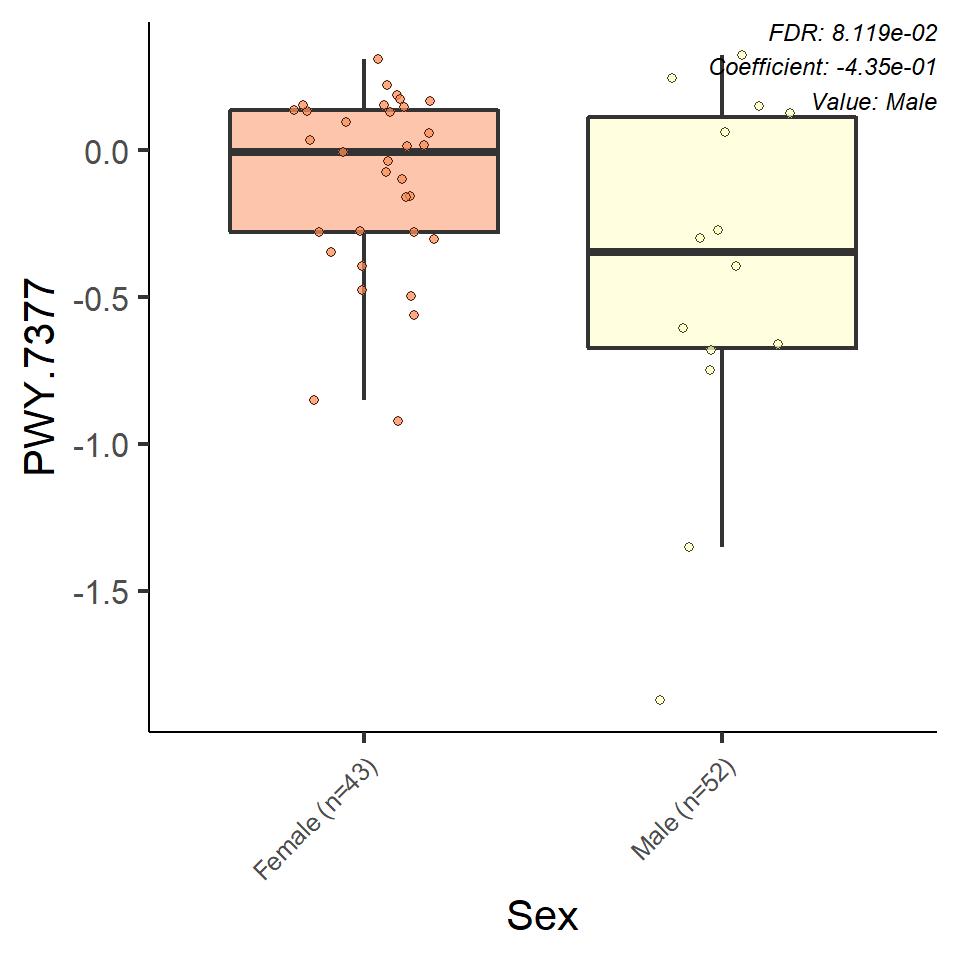 FDR: 8.119e-02
Coefficient: -4.35e-01
Value: Male
PWY.7377
0.0
-0.5
-1.0
-1.5
Female (n=43)
Male (n=52)
Sex